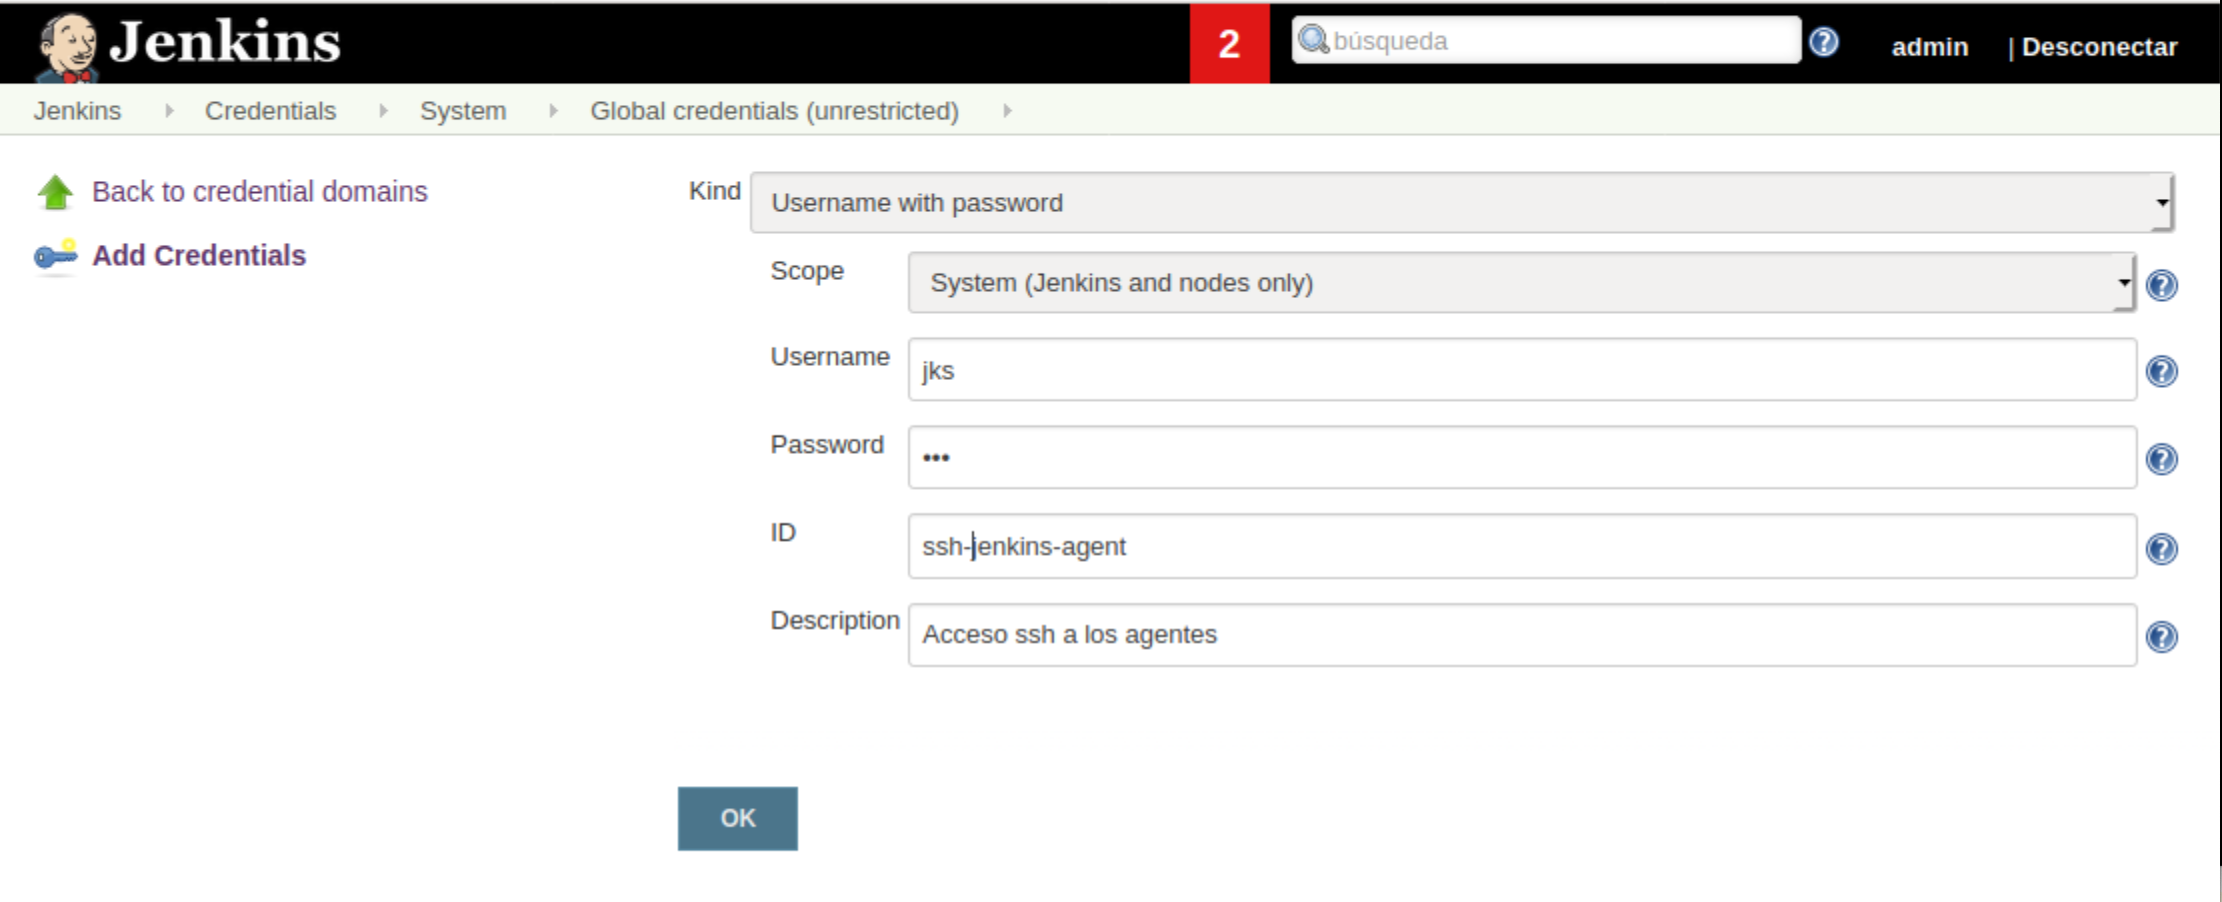 Jenkins 2 búsqueda admin | Desconectar
Jenkins Credentials System Global credentials (unrestricted)
Back to credential domains
Add Credentials
Kind Username with password
Scope System (Jenkins and nodes only)
Username jks
Password •••
ID ssh-jenkins-agent
Description Acceso ssh a los agentes
OK